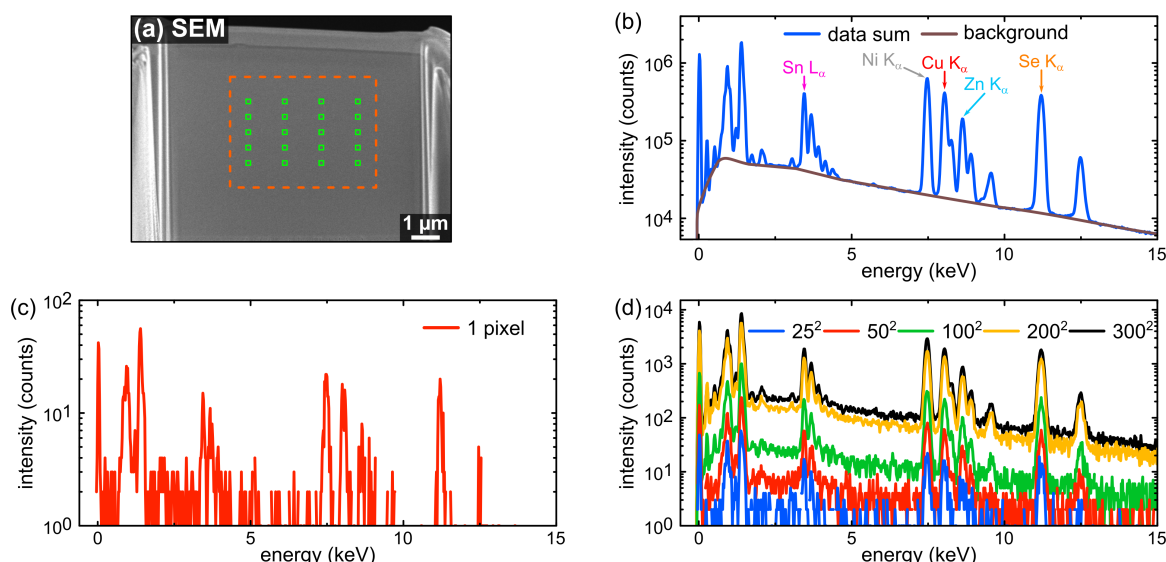 (a) SEM
1 µm
(b)
data sum
background
Sn Lα
Ni Kα
Cu Kα
Zn Kα
Se Kα
10⁶
10⁵
10⁴
intensity (counts)
0
5
10
15
energy (keV)
(c)
1 pixel
10²
10¹
10⁰
intensity (counts)
0
5
10
15
energy (keV)
(d)
25²
50²
100²
200²
300²
10⁴
10³
10²
10¹
10⁰
intensity (counts)
0
5
10
15
energy (keV)